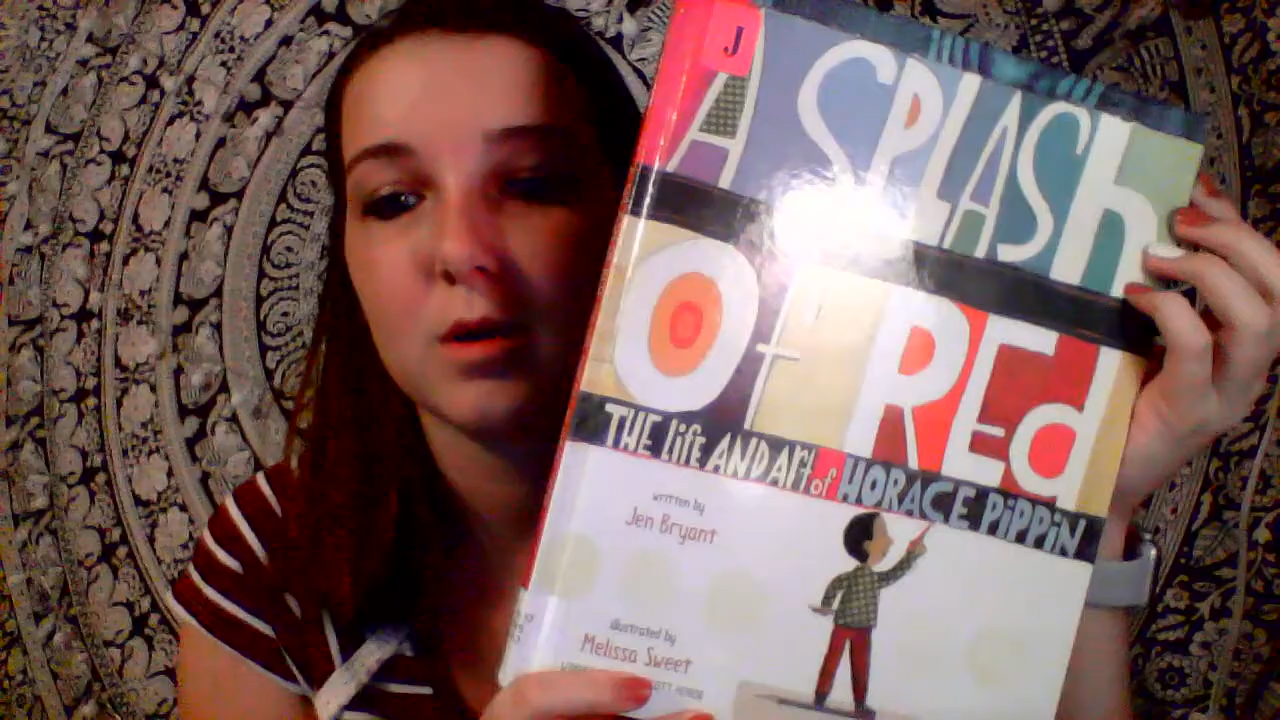 J
A SPLASh
Of REd
THE life AND ART of HORACE PiPPiN
written by
Jen Bryant
illustrated by
Melissa Sweet